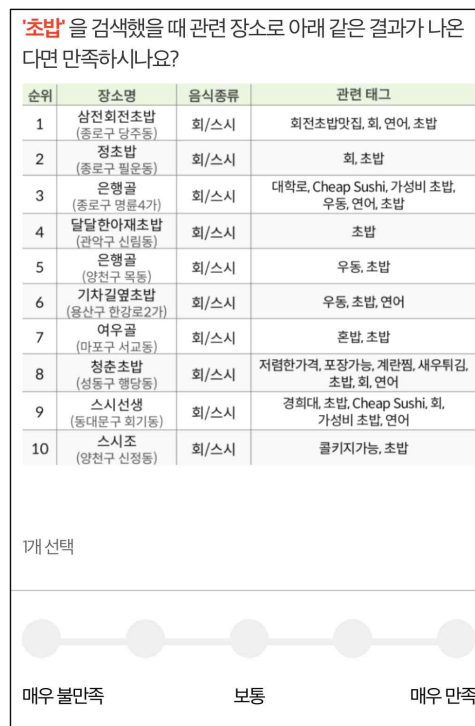 '초밥' 을 검색했을 때 관련 장소로 아래 같은 결과가 나온
다면 만족하시나요?
순위 장소명 음식종류 관련 태그
1 삼전회전초밥 (종로구 당주동) 회/스시 회전초밥맛집, 회, 연어, 초밥
2 정초밥 (종로구 필운동) 회/스시 회, 초밥
3 은행골 (종로구 명륜4가) 회/스시 대학로, Cheap Sushi, 가성비 초밥, 우동, 연어, 초밥
4 달달한아재초밥 (관악구 신림동) 회/스시 초밥
5 은행골 (양천구 목동) 회/스시 우동, 초밥
6 기차길옆초밥 (용산구 한강로2가) 회/스시 우동, 초밥, 연어
7 여우골 (마포구 서교동) 회/스시 혼밥, 초밥
8 청춘초밥 (성동구 행당동) 회/스시 저렴한가격, 포장가능, 계란찜, 새우튀김, 초밥, 회, 연어
9 스시선생 (동대문구 회기동) 회/스시 경희대, 초밥, Cheap Sushi, 회, 가성비 초밥, 연어
10 스시조 (양천구 신정동) 회/스시 콜키지가능, 초밥
1개 선택
매우 불만족 보통 매우 만족